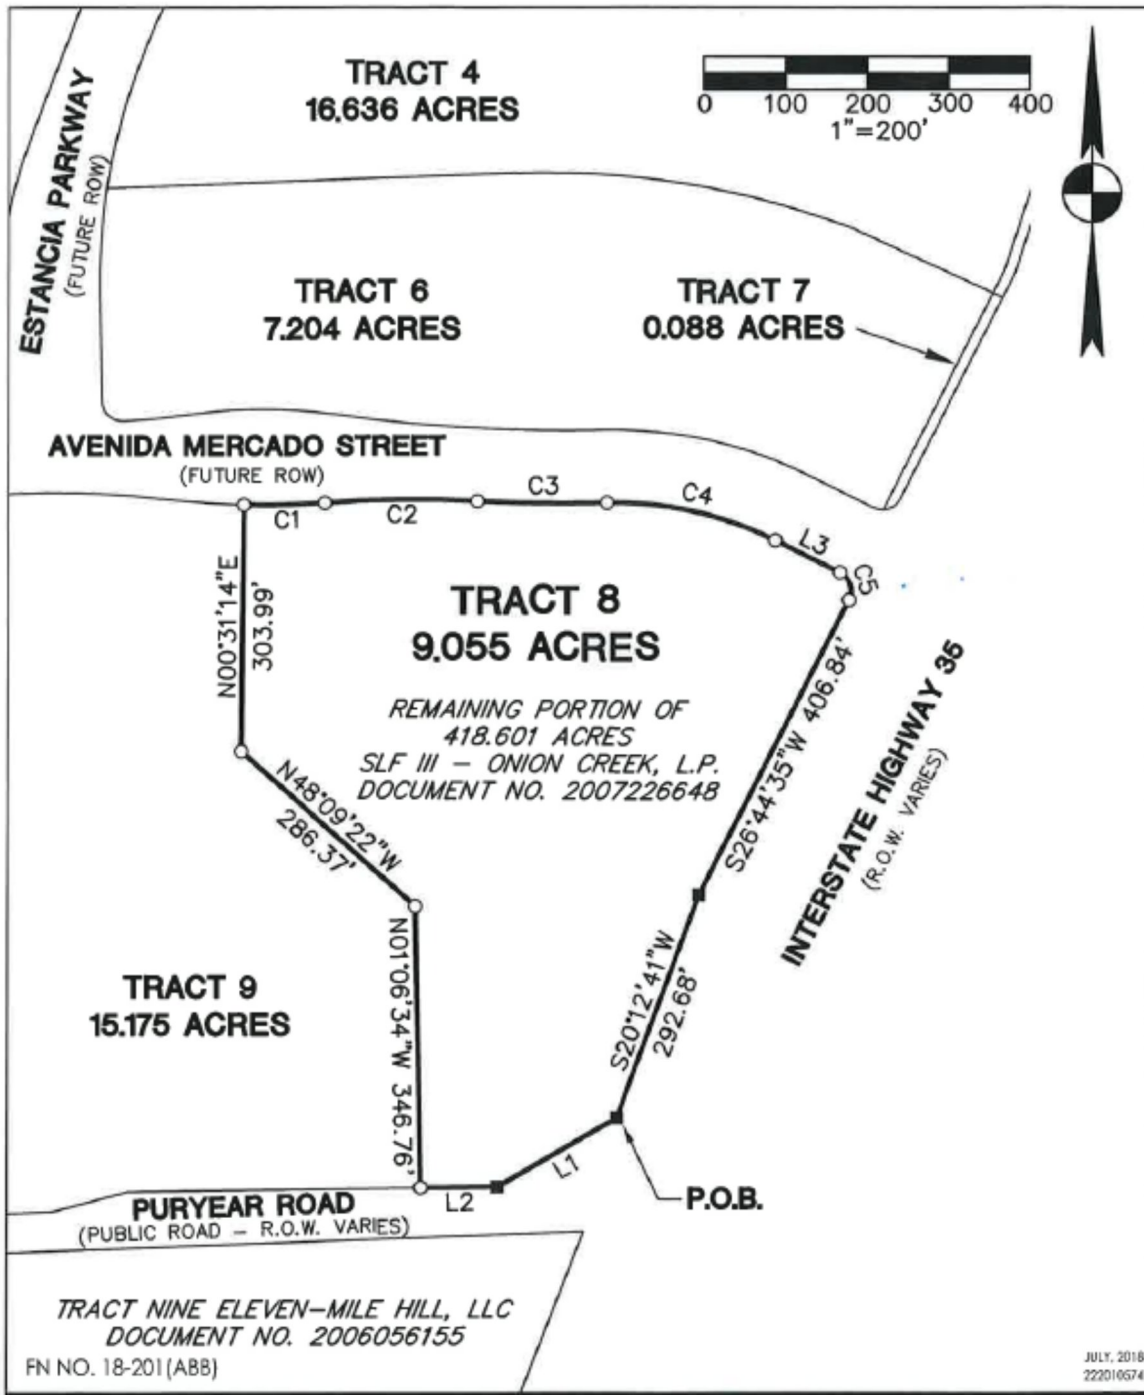 TRACT 4
16.636 ACRES
0 100 200 300 400
1"=200'
ESTANCIA PARKWAY
(FUTURE ROW)
TRACT 6
7.204 ACRES
TRACT 7
0.088 ACRES
AVENIDA MERCADO STREET
(FUTURE ROW)
C1
C2
C3
C4
L3
C5
N00°31'14"E
303.99'
TRACT 8
9.055 ACRES
REMAINING PORTION OF
418.601 ACRES
SLF III – ONION CREEK, L.P.
DOCUMENT NO. 2007226648
S26°44'35"W 406.84'
INTERSTATE HIGHWAY 35
(R.O.W. VARIES)
N48°09'22"W
286.37'
N01°06'34"W 346.76'
S20°12'41"W
292.68'
TRACT 9
15.175 ACRES
L1
L2
P.O.B.
PURYEAR ROAD
(PUBLIC ROAD – R.O.W. VARIES)
TRACT NINE ELEVEN–MILE HILL, LLC
DOCUMENT NO. 2006056155
FN NO. 18-201(ABB)
JULY, 2018
222010574